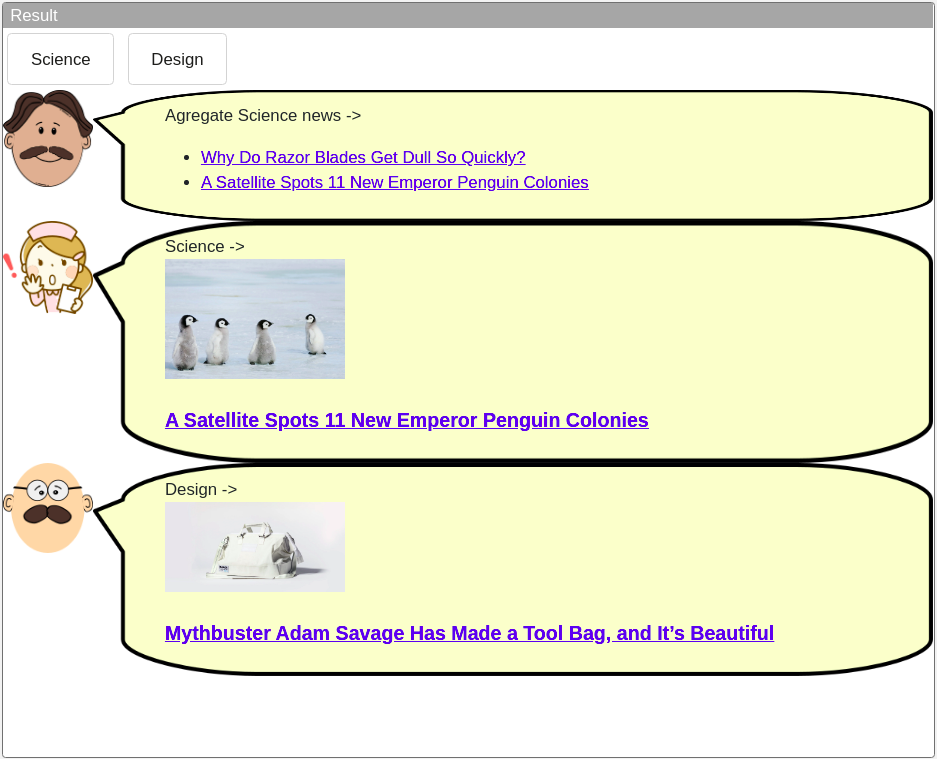 Result
Science Design
Agregate Science news ->
Why Do Razor Blades Get Dull So Quickly?
A Satellite Spots 11 New Emperor Penguin Colonies
Science ->
A Satellite Spots 11 New Emperor Penguin Colonies
Design ->
Mythbuster Adam Savage Has Made a Tool Bag, and It’s Beautiful